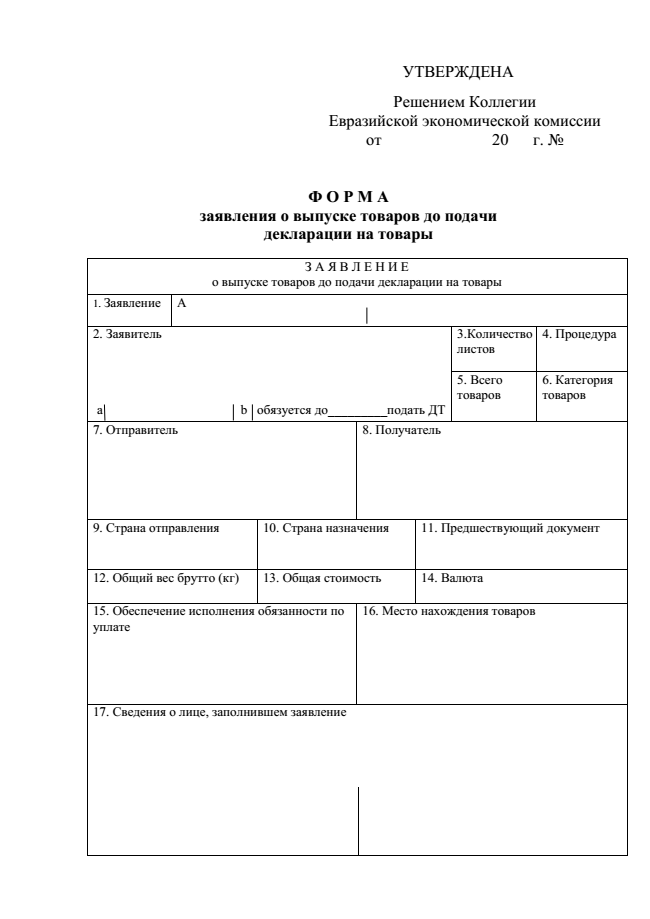 УТВЕРЖДЕНА
Решением Коллегии
Евразийской экономической комиссии
от 20 г. №
Ф О Р М А
заявления о выпуске товаров до подачи
декларации на товары
З А Я В Л Е Н И Е
о выпуске товаров до подачи декларации на товары
1. Заявление
А
2. Заявитель
3.Количество
листов
4. Процедура
5. Всего
товаров
6. Категория
товаров
a
b
обязуется до_________подать ДТ
7. Отправитель
8. Получатель
9. Страна отправления
10. Страна назначения
11. Предшествующий документ
12. Общий вес брутто (кг)
13. Общая стоимость
14. Валюта
15. Обеспечение исполнения обязанности по
уплате
16. Место нахождения товаров
17. Сведения о лице, заполнившем заявление